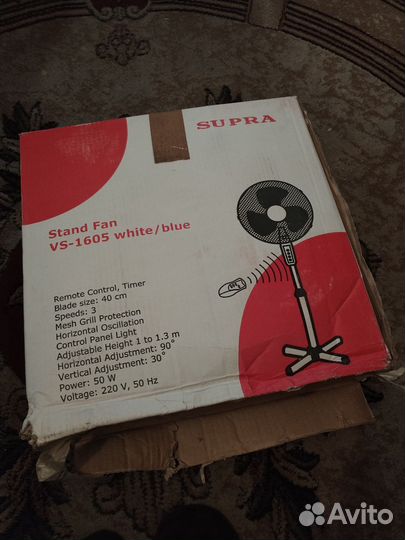 SUPRA
Stand Fan
VS-1605 white/blue
Remote Control, Timer
Blade size: 40 cm
Speeds: 3
Mesh Grill Protection
Horizontal Oscillation
Control Panel Light
Adjustable Height 1 to 1.3 m
Horizontal Adjustment: 90°
Vertical Adjustment: 30°
Power: 50 W
Voltage: 220 V, 50 Hz
Avito